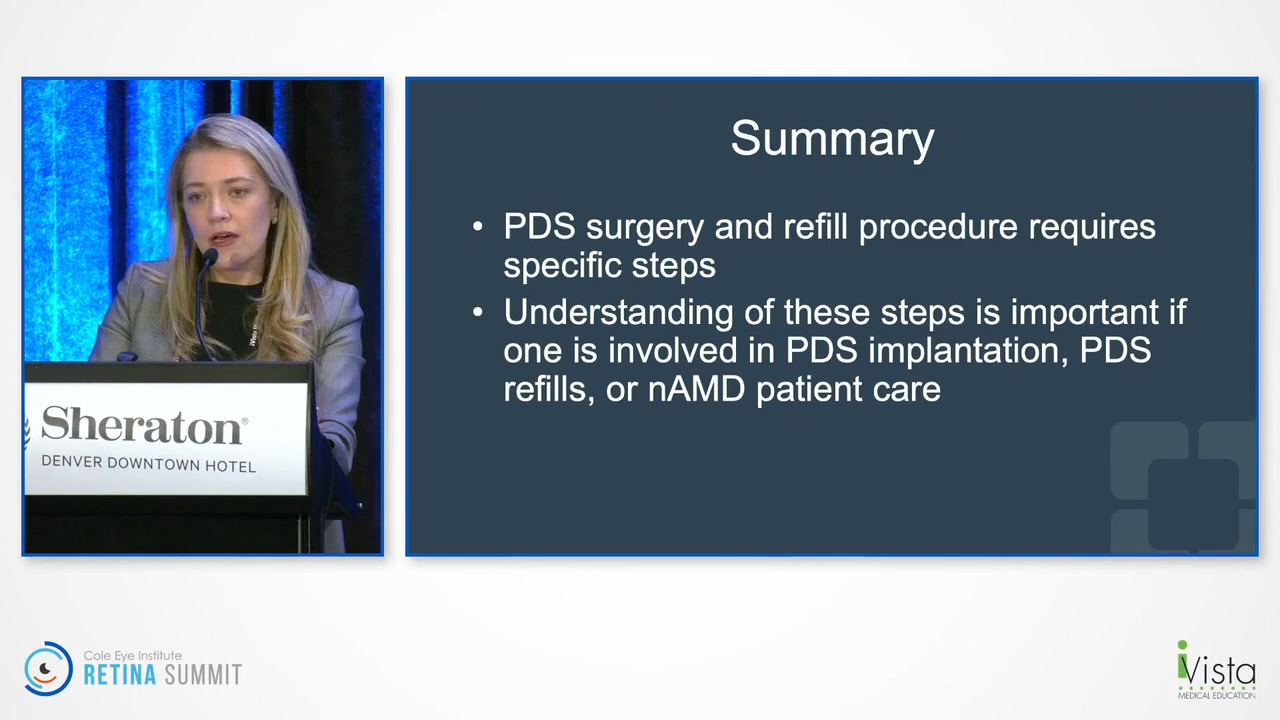 Summary
• PDS surgery and refill procedure requires
specific steps
• Understanding of these steps is important if
one is involved in PDS implantation, PDS
refills, or nAMD patient care
Sheraton®
DENVER DOWNTOWN HOTEL
Cole Eye Institute
RETINA SUMMIT
iVista
MEDICAL EDUCATION